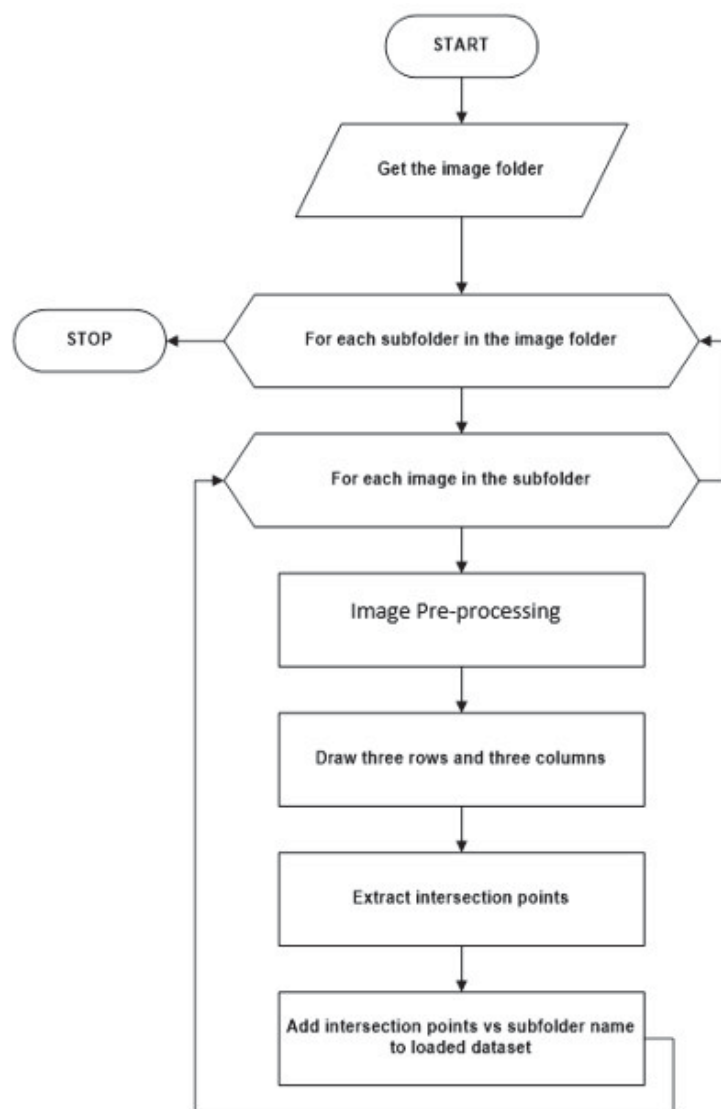 START
Get the image folder
STOP
For each subfolder in the image folder
For each image in the subfolder
Image Pre-processing
Draw three rows and three columns
Extract intersection points
Add intersection points vs subfolder name
to loaded dataset